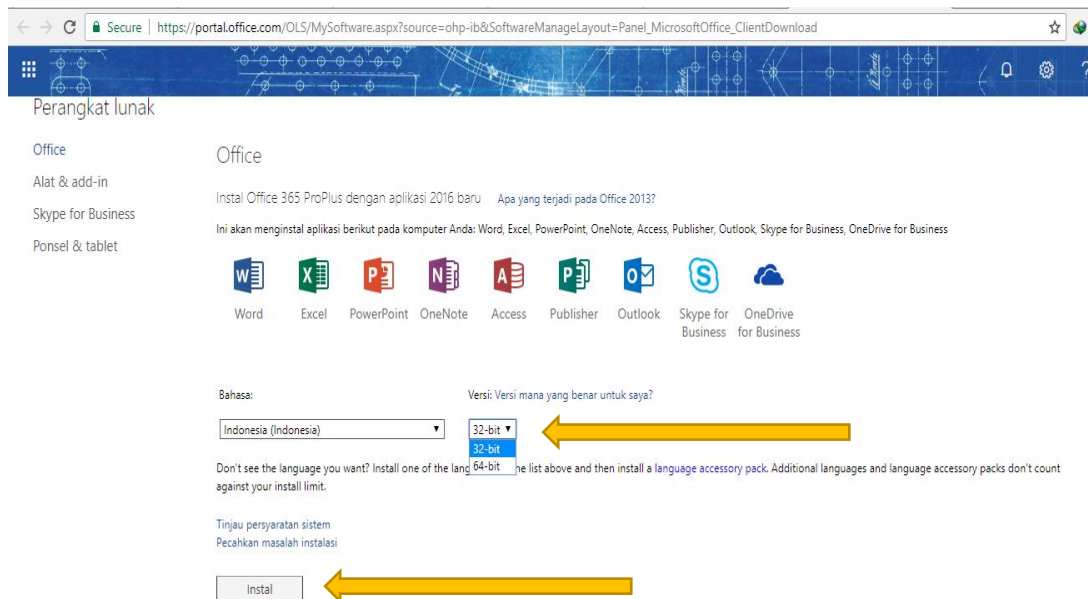 Secure | https://portal.office.com/OLS/MySoftware.aspx?source=ohp-ib&SoftwareManageLayout=Panel_MicrosoftOffice_ClientDownload
Perangkat lunak
Office
Alat & add-in
Skype for Business
Ponsel & tablet
Office
Instal Office 365 ProPlus dengan aplikasi 2016 baru Apa yang terjadi pada Office 2013?
Ini akan menginstal aplikasi berikut pada komputer Anda: Word, Excel, PowerPoint, OneNote, Access, Publisher, Outlook, Skype for Business, OneDrive for Business
Word Excel PowerPoint OneNote Access Publisher Outlook Skype for Business OneDrive for Business
Bahasa: Versi: Versi mana yang benar untuk saya?
Indonesia (Indonesia) 32-bit
32-bit
64-bit
Don't see the language you want? Install one of the lang he list above and then install a language accessory pack. Additional languages and language accessory packs don't count
against your install limit.
Tinjau persyaratan sistem
Pecahkan masalah instalasi
Instal